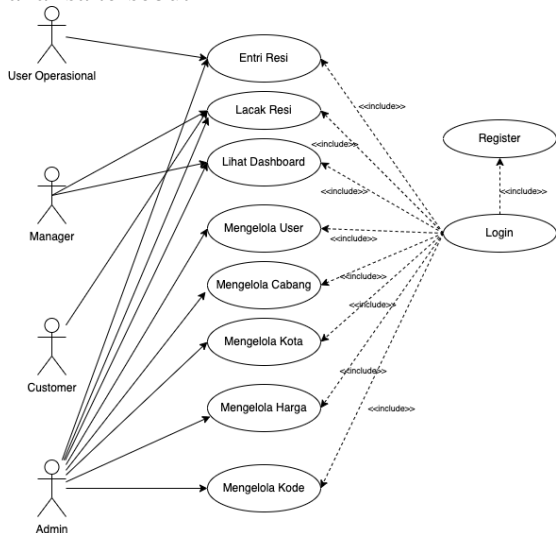 User Operasional
Entri Resi
Lacak Resi
Lihat Dashboard
Manager
Mengelola User
Mengelola Cabang
Mengelola Kota
Customer
Mengelola Harga
Mengelola Kode
Admin
<<include>>
<<include>>
<<include>>
<<include>>
<<include>>
<<include>>
<<include>>
<<include>>
Register
<<include>>
Login